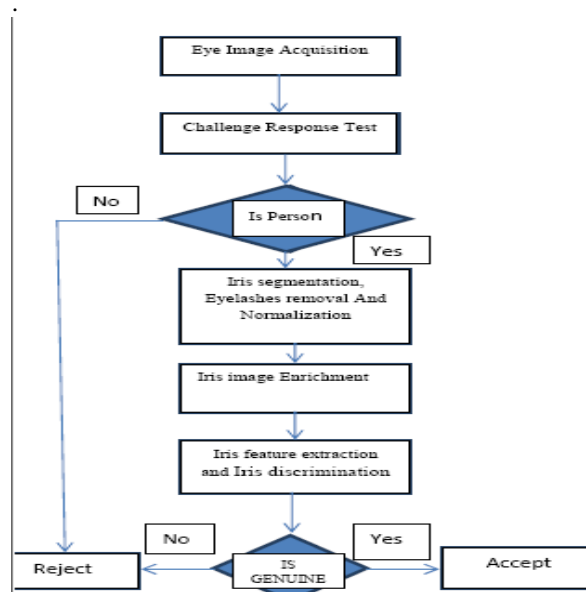 .
Eye Image Acquisition
Challenge Response Test
No
Is Person
Yes
Iris segmentation,
Eyelashes removal And
Normalization
Iris image Enrichment
Iris feature extraction
and Iris discrimination
No
Yes
Reject
IS
GENUINE
Accept